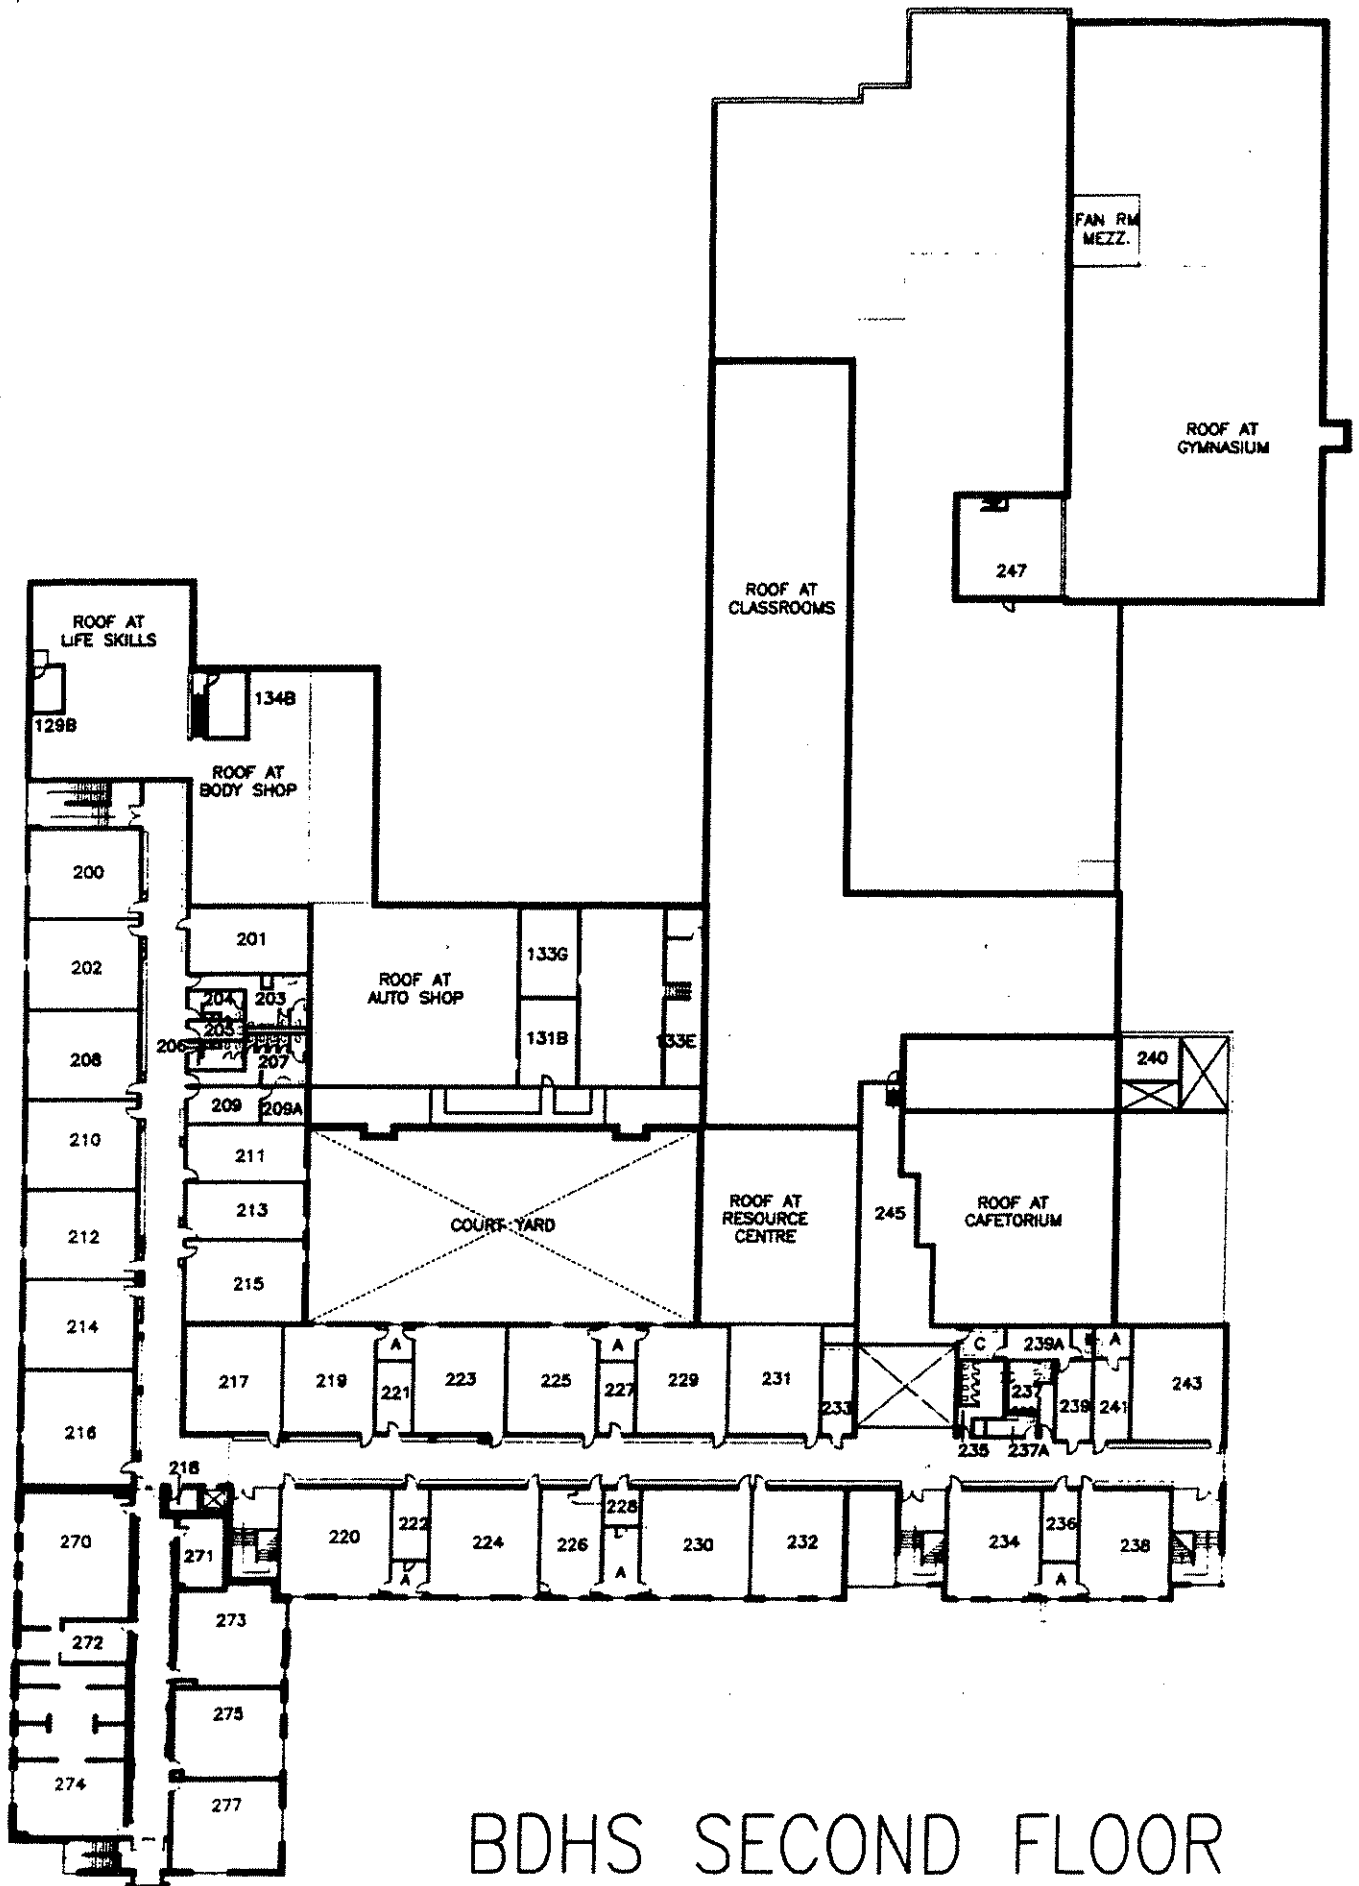 FAN RM
MEZZ.
ROOF AT
GYMNASIUM
247
ROOF AT
CLASSROOMS
ROOF AT
LIFE SKILLS
129B
134B
ROOF AT
BODY SHOP
200
201
202
133G
ROOF AT
AUTO SHOP
204
203
205
206
208
207
131B
133E
240
209
209A
210
211
212
213
COURT YARD
ROOF AT
RESOURCE
CENTRE
245
ROOF AT
CAFETORIUM
214
215
216
217
219
A
221
223
225
A
227
229
231
233
C
239A
A
235
237
237A
239
241
243
218
220
222
A
224
226
228
A
230
232
234
236
A
238
270
271
272
273
274
275
277
BDHS SECOND FLOOR